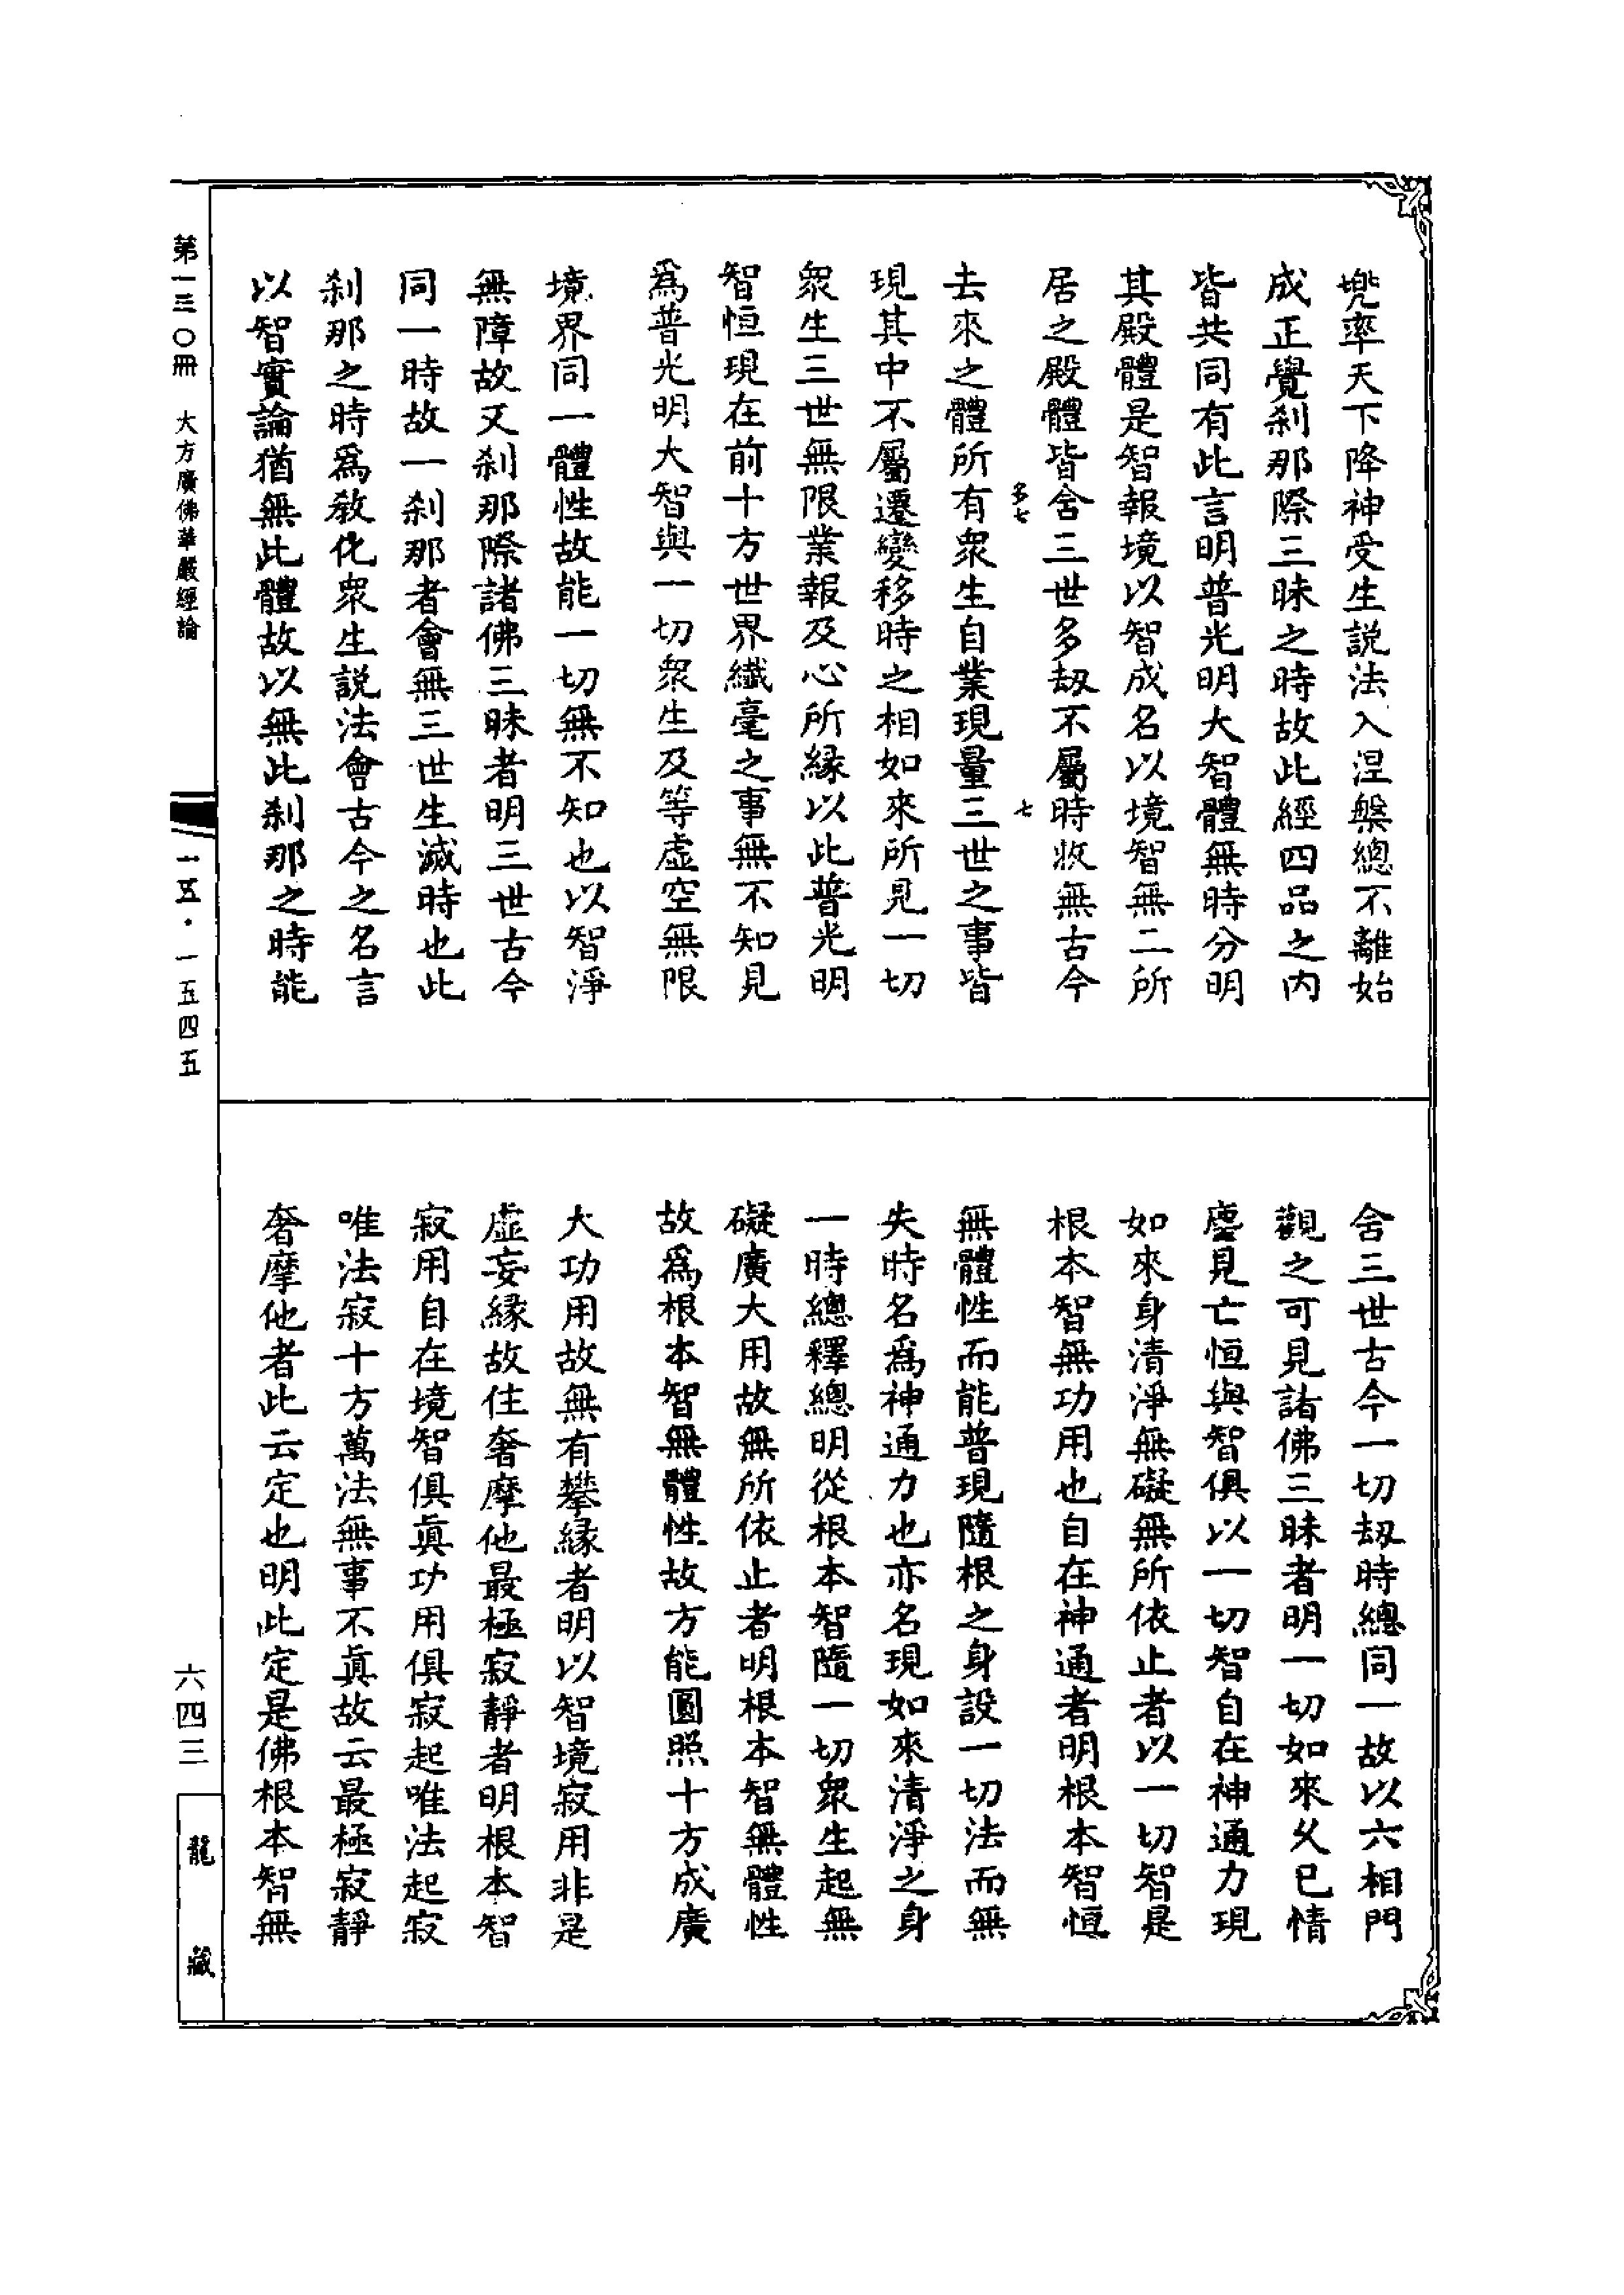 兜率天下降神受生説法入涅槃總不離始
成正覺刹那際三昧之時故此經四品之内
皆共同有此言明普光明大智體無時分明
其殿體是智報境以智成名以境智無二所
居之殿體皆舍三世多劫不屬時收無古今
多七
七
去來之體所有衆生自業現量三世之事皆
現其中不屬遷變移時之相如來所見一切
衆生三世無限業報及心所緣以此普光明
智恒現在前十方世界纖毫之事無不知見
爲普光明大智與一切衆生及等虚空無限
境界同一體性故能一切無不知也以智淨
無障故又刹那際諸佛三昧者明三世古今
同一時故一刹那者會無三世生滅時也此
刹那之時爲教化衆生説法會古今之名言
以智實論猶無此體故以無此刹那之時能
舍三世古今一切劫時總同一故以六相門
觀之可見諸佛三昧者明一切如來久已情
塵見亡恒與智俱以一切智自在神通力現
如來身清淨無礙無所依止者以一切智是
根本智無功用也自在神通者明根本智恒
無體性而能普現隨根之身設一切法而無
失時名爲神通力也亦名現如來清淨之身
一時總釋總明從根本智隨一切衆生起無
礙廣大用故無所依止者明根本智無體性
故爲根本智無體性故方能圓照十方成廣
大功用故無有攀緣者明以智境寂用非是
虚妄緣故住奢摩他最極寂靜者明根本智
寂用自在境智俱眞功用俱寂起唯法起寂
唯法寂十方萬法無事不眞故云最極寂靜
奢摩他者此云定也明此定是佛根本智無
第一三〇冊 大方廣佛華嚴經論
一五·一五四五
六四三
龍藏